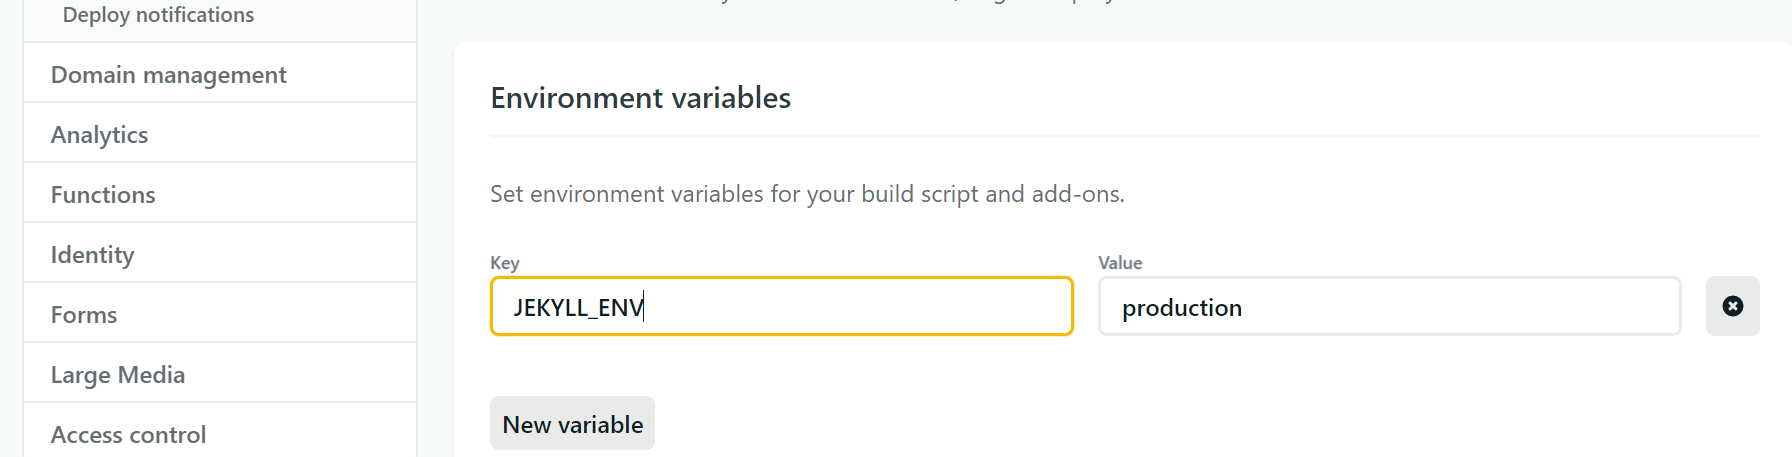 Deploy notifications
Domain management
Analytics
Functions
Identity
Forms
Large Media
Access control
Environment variables
Set environment variables for your build script and add-ons.
Key
Value
JEKYLL_ENV
production
New variable